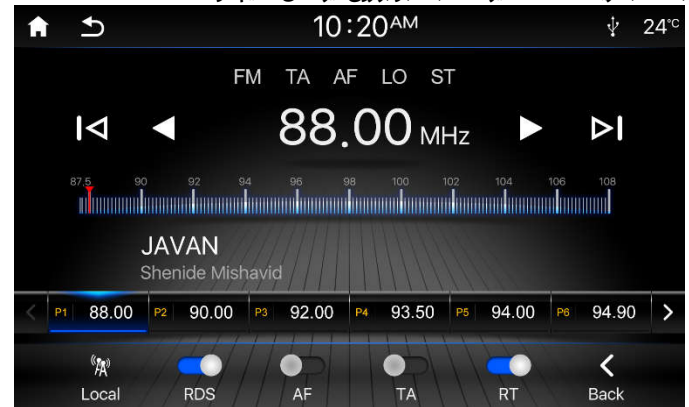 10:20AM 24°C
FM TA AF LO ST
88.00 MHz
87.5 90 92 94 96 98 100 102 104 106 108
JAVAN
Shenide Mishavid
P1 88.00 P2 90.00 P3 92.00 P4 93.50 P5 94.00 P6 94.90
Local RDS AF TA RT Back